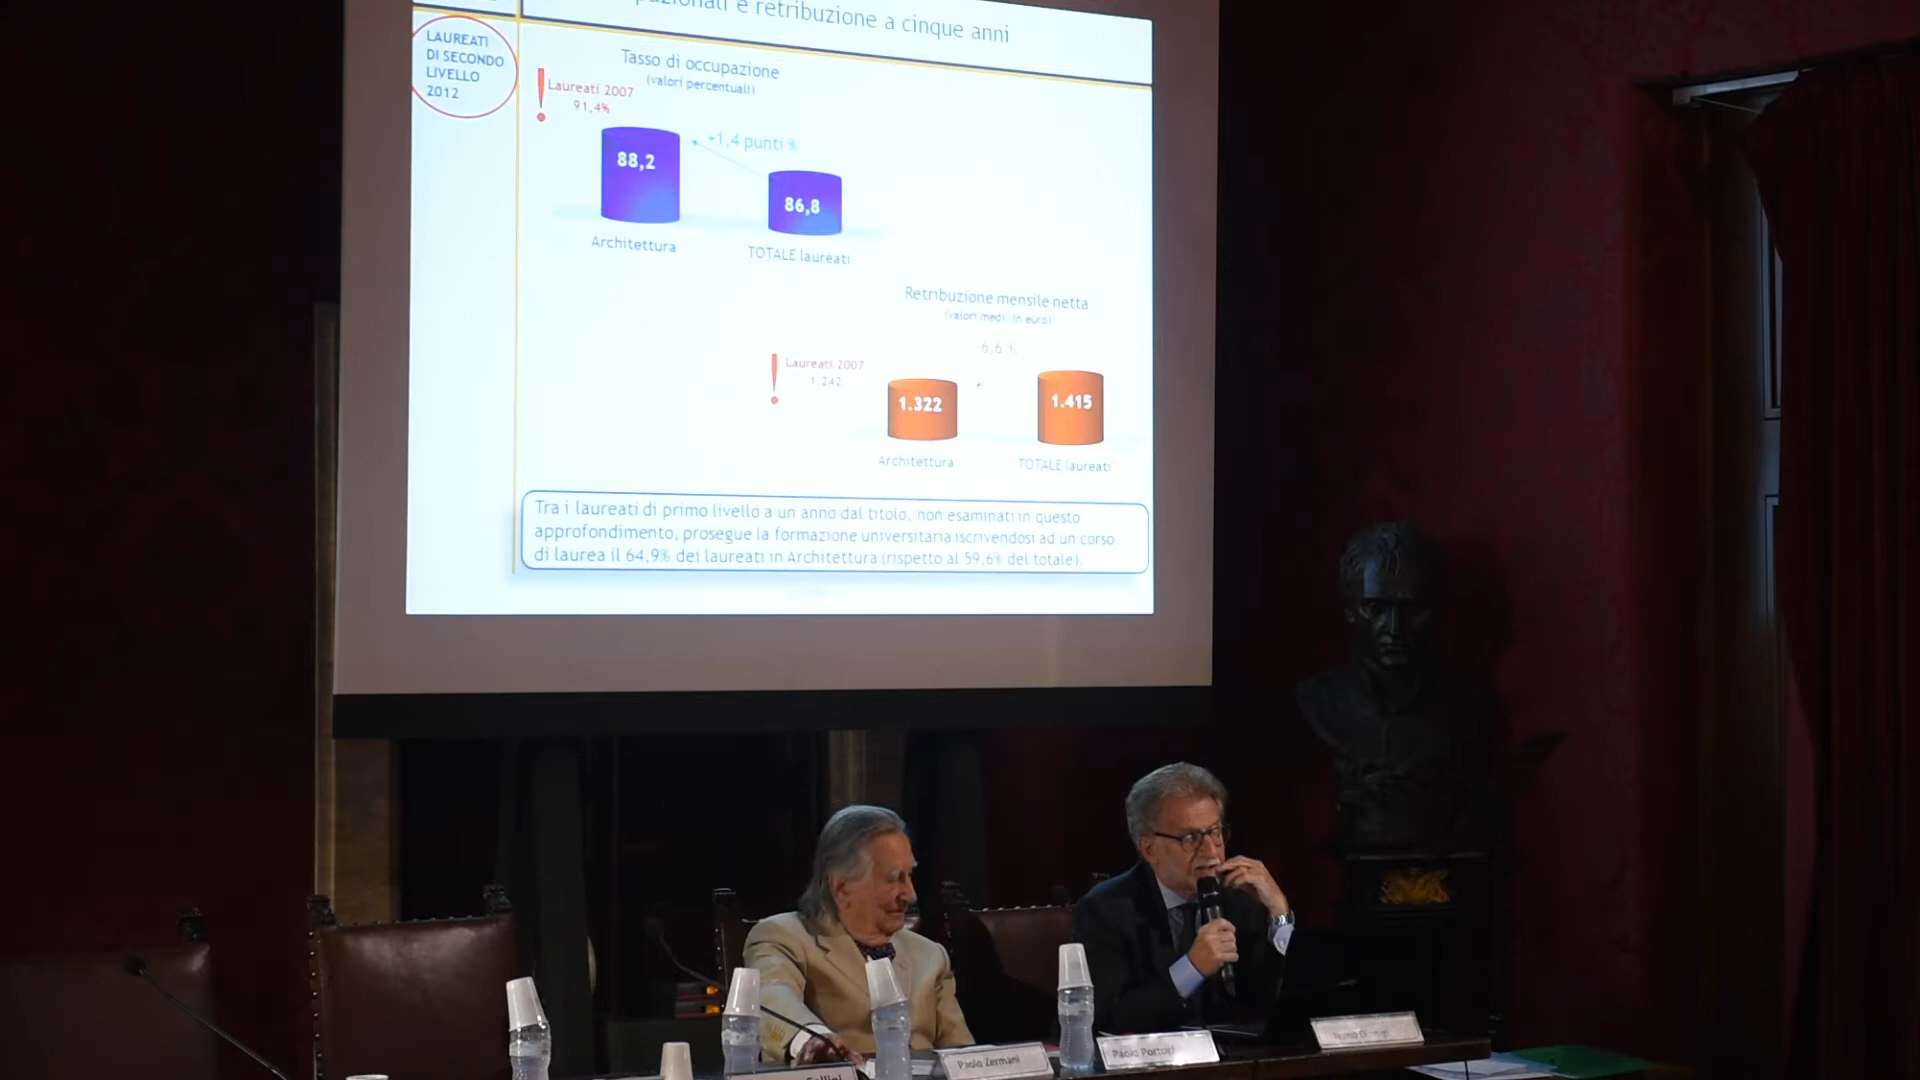 e retribuzione a cinque anni
LAUREATI
DI SECONDO
LIVELLO
2012
Tasso di occupazione
(valori percentuali)
Laureati 2007
91,4%
+1,4 punti %
88,2
86,8
Architettura
TOTALE laureati
Retribuzione mensile netta
(valori medi, in euro)
-6,6 %
Laureati 2007
1.242
1.322
1.415
Architettura
TOTALE laureati
Tra i laureati di primo livello a un anno dal titolo, non esaminati in questo
approfondimento, prosegue la formazione universitaria iscrivendosi ad un corso
di laurea il 64,9% dei laureati in Architettura (rispetto al 59,6% del totale).
Paolo Zermani
Paolo Portoghesi